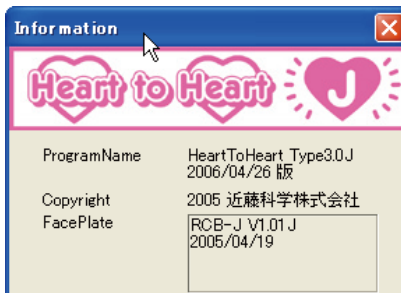 Information
Heart to Heart J
ProgramName HeartToHeart Type3.0J
2006/04/26 版
Copyright 2005 近藤科学株式会社
FacePlate RCB-J V1.01J
2005/04/19